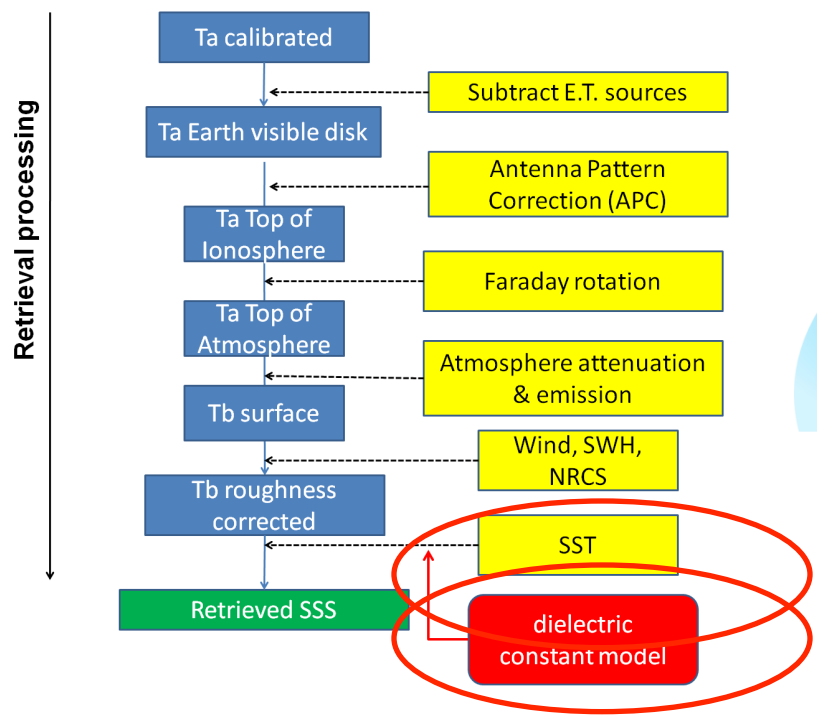 Retrieval processing
Ta calibrated
Subtract E.T. sources
Ta Earth visible disk
Antenna Pattern
Correction (APC)
Ta Top of
Ionosphere
Faraday rotation
Ta Top of
Atmosphere
Atmosphere attenuation
& emission
Tb surface
Wind, SWH,
NRCS
Tb roughness
corrected
SST
Retrieved SSS
dielectric
constant model